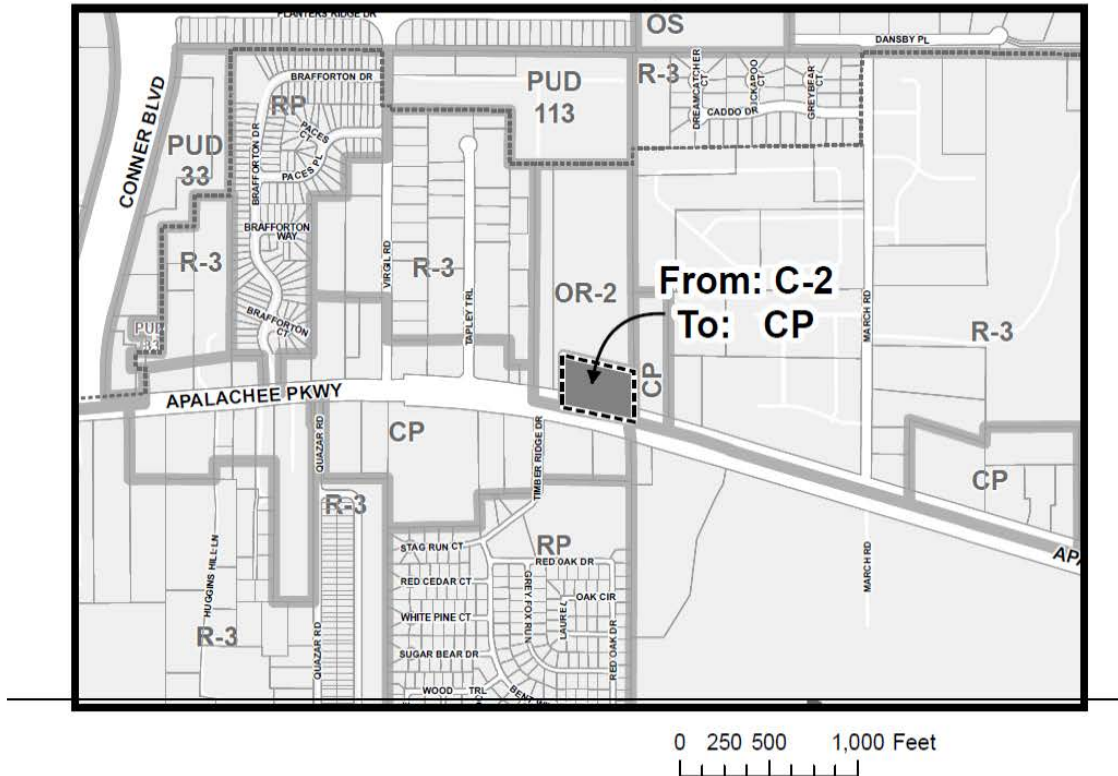 PLANTERS RIDGE DR
OS
DANSBY PL
CONNER BLVD
PUD
33
BRAFFORTON DR
RP
PACES
CT
BRAFFORTON DR
PACES PL
BRAFFORTON
WAY
BRAFFORTON
CT
PUD
113
R-3
DREAMCATCHER
CT
CT
GREYBEAR
CT
CADDO DR
R-3
VIRGIL RD
R-3
TAPLEY TRL
OR-2
From: C-2
To: CP
MARCH RD
R-3
PUD
33
CP
APALACHEE PKWY
QUAZAR RD
CP
TIMBER RIDGE DR
CP
R-3
HUGGINS HILL LN
STAG RUN CT
RP
RED OAK DR
RED CEDAR CT
GREY FOX RUN
OAK CIR
WHITE PINE CT
RED OAK DR
SUGAR BEAR DR
R-3
QUAZAR RD
WOOD TRL
MARCH RD
0 250 500 1,000 Feet